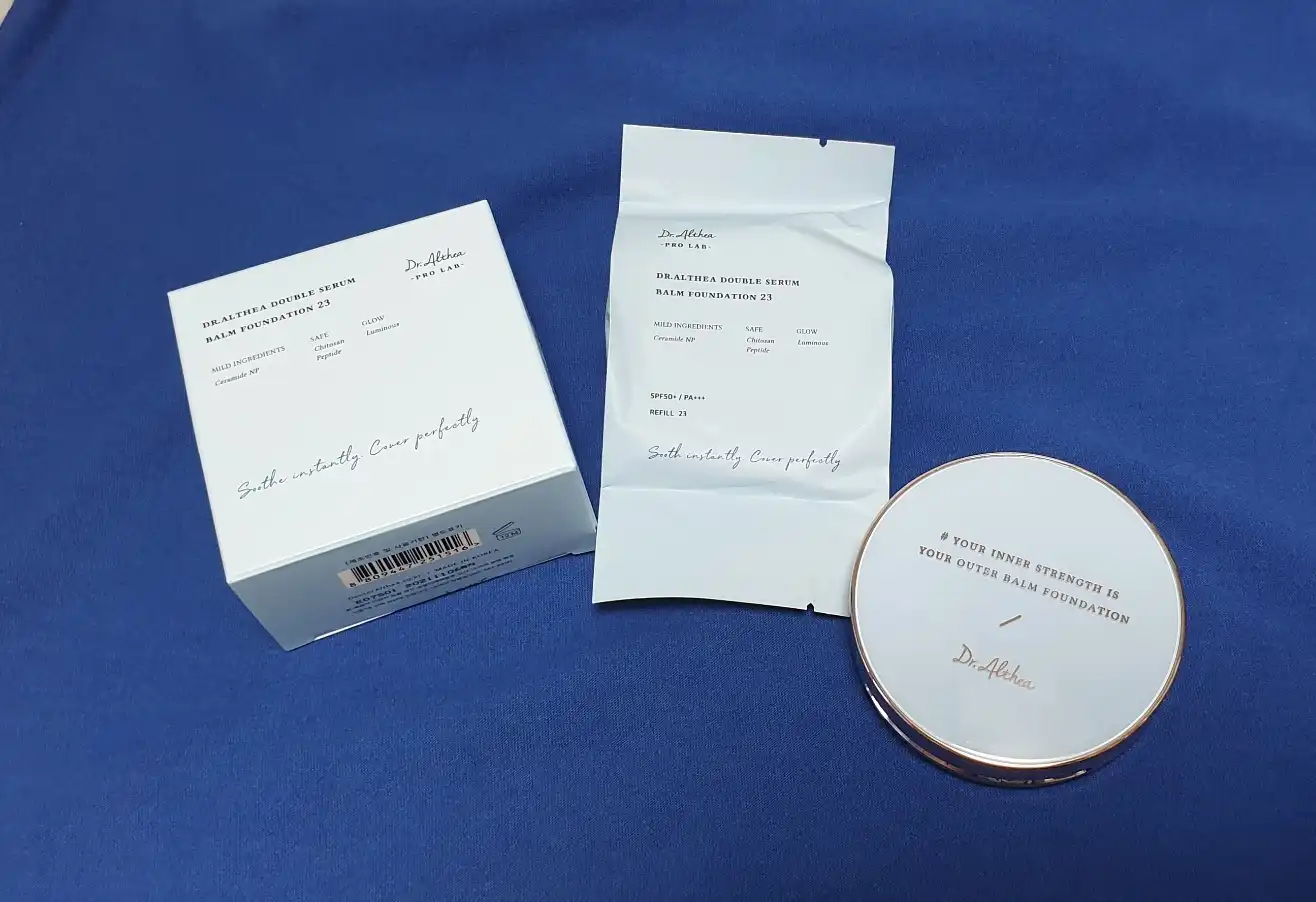 Dr. Althea
-PRO LAB-
DR.ALTHEA DOUBLE SERUM
BALM FOUNDATION 23
MILD INGREDIENTS
Ceramide NP
SAFE
Chitosan
Peptide
GLOW
Luminous
Soothe instantly. Cover perfectly
12M
MADE IN KOREA
Dr. Althea
-PRO LAB-
DR.ALTHEA DOUBLE SERUM
BALM FOUNDATION 23
MILD INGREDIENTS
Ceramide NP
SAFE
Chitosan
Peptide
GLOW
Luminous
SPF50+ / PA+++
REFILL 23
Sooth instantly Cover perfectly
# YOUR INNER STRENGTH IS
YOUR OUTER BALM FOUNDATION
Dr. Althea